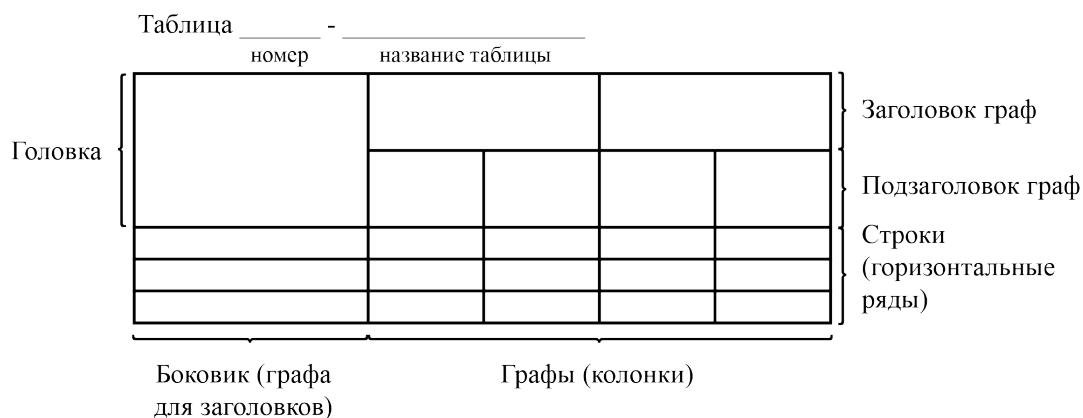 Таблица ______ - __________________
номер название таблицы
Заголовок граф
Головка
Подзаголовок граф
Строки
(горизонтальные
ряды)
Боковик (графа
для заголовков)
Графы (колонки)